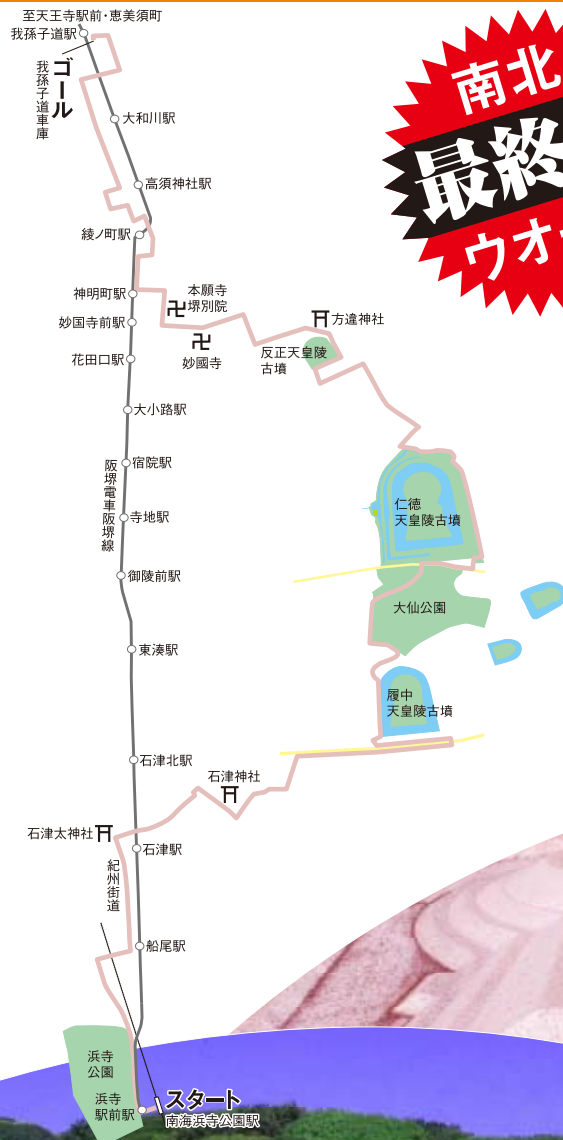 至天王寺駅前・恵美須町
我孫子道駅
ゴール
我孫子道車庫
南北
最終
ウオー
大和川駅
高須神社駅
綾ノ町駅
神明町駅
本願寺
堺別院
妙国寺前駅
妙國寺
方違神社
反正天皇陵
古墳
花田口駅
大小路駅
宿院駅
阪堺電車阪堺線
寺地駅
仁徳
天皇陵古墳
御陵前駅
大仙公園
東湊駅
履中
天皇陵古墳
石津北駅
石津神社
石津太神社
石津駅
紀州街道
船尾駅
浜寺
公園
浜寺
駅前駅
スタート
南海浜寺公園駅